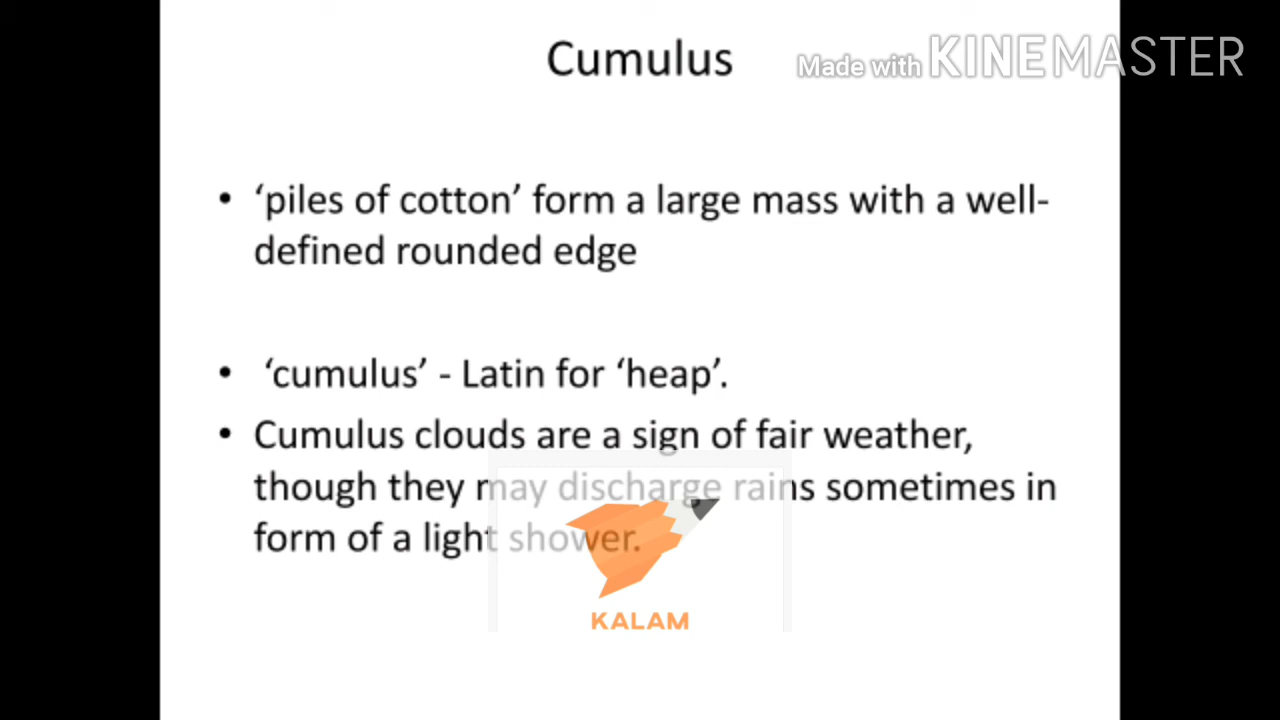 Cumulus
Made with KINEMASTER
• ‘piles of cotton’ form a large mass with a well-
defined rounded edge
• ‘cumulus’ - Latin for ‘heap’.
• Cumulus clouds are a sign of fair weather,
though they may discharge rains sometimes in
form of a light shower.
KALAM